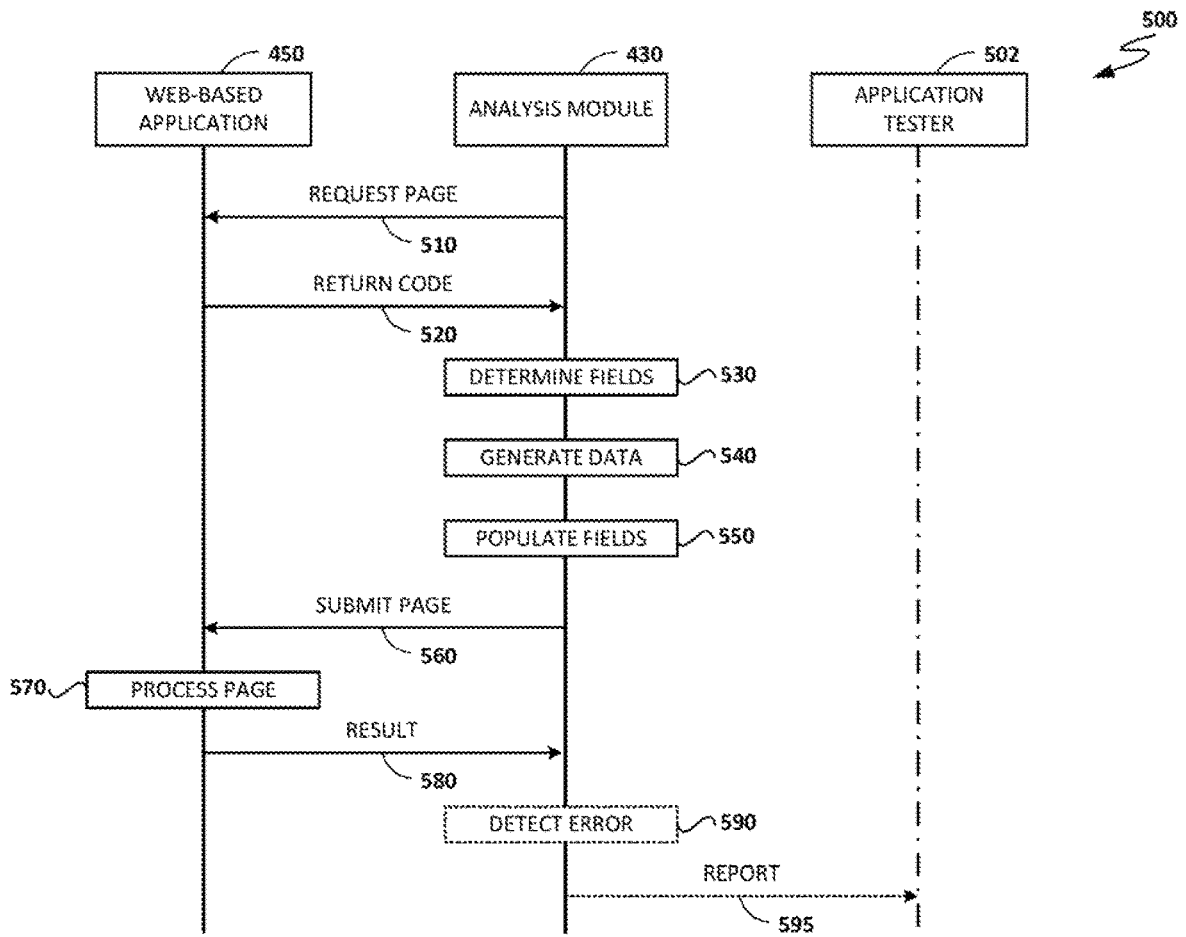 500
450
430
502
WEB-BASED
APPLICATION
ANALYSIS MODULE
APPLICATION
TESTER
REQUEST PAGE
510
RETURN CODE
520
DETERMINE FIELDS
530
GENERATE DATA
540
POPULATE FIELDS
550
SUBMIT PAGE
560
570
PROCESS PAGE
RESULT
580
DETECT ERROR
590
REPORT
595